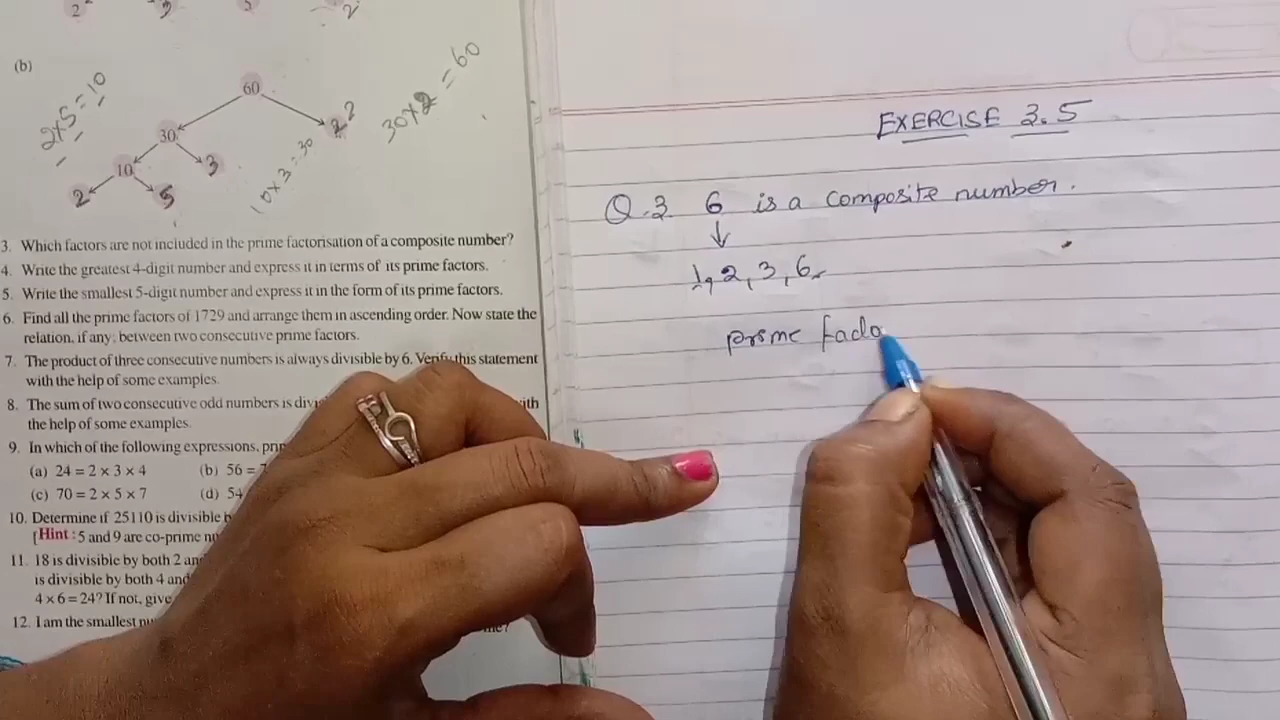 (b)
60
2 × 5 = 10
30 × 2 = 60
30
2
10 × 3 = 30
10
3
2
5
3. Which factors are not included in the prime factorisation of a composite number?
4. Write the greatest 4-digit number and express it in terms of its prime factors.
5. Write the smallest 5-digit number and express it in the form of its prime factors.
6. Find all the prime factors of 1729 and arrange them in ascending order. Now state the
relation, if any; between two consecutive prime factors.
7. The product of three consecutive numbers is always divisible by 6. Verify this statement
with the help of some examples.
8. The sum of two consecutive odd numbers is
the help of some examples.
9. In which of the following expressions,
(a) 24 = 2 × 3 × 4 (b) 56 =
(c) 70 = 2 × 5 × 7 (d) 54
10. Determine if 25110 is divisible
[Hint : 5 and 9 are co-prime
11. 18 is divisible by both 2
is divisible by both 4 and
4 × 6 = 24? If not, give
12. I am the smallest
EXERCISE 3.5
Q.3 6 is a composite number.
1, 2, 3, 6
prime facto